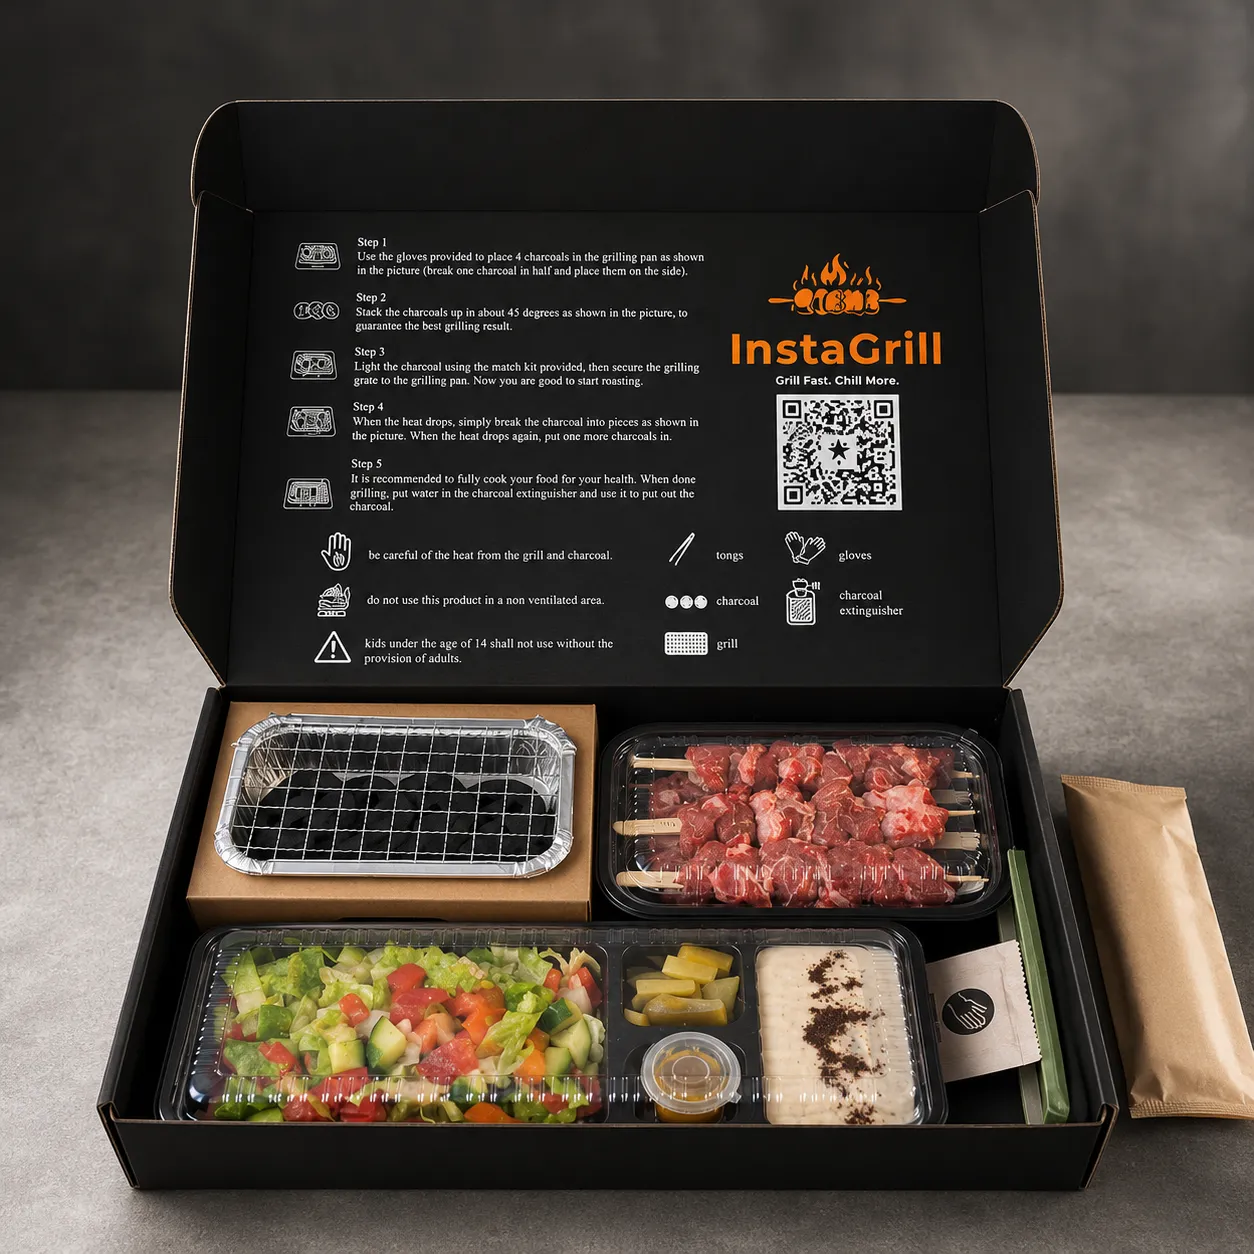 Step 1
Use the gloves provided to place 4 charcoals in the grilling pan as shown
in the picture (break one charcoal in half and place them on the side).
Step 2
Stack the charcoals up in about 45 degrees as shown in the picture, to
guarantee the best grilling result.
Step 3
Light the charcoal using the match kit provided, then secure the grilling
grate to the grilling pan. Now you are good to start roasting.
Step 4
When the heat drops, simply break the charcoal into pieces as shown in
the picture. When the heat drops again, put one more charcoals in.
Step 5
It is recommended to fully cook your food for your health. When done
grilling, put water in the charcoal extinguisher and use it to put out the
charcoal.
be careful of the heat from the grill and charcoal.
do not use this product in a non ventilated area.
kids under the age of 14 shall not use without the
provision of adults.
InstaGrill
Grill Fast. Chill More.
tongs
gloves
charcoal
charcoal
extinguisher
grill